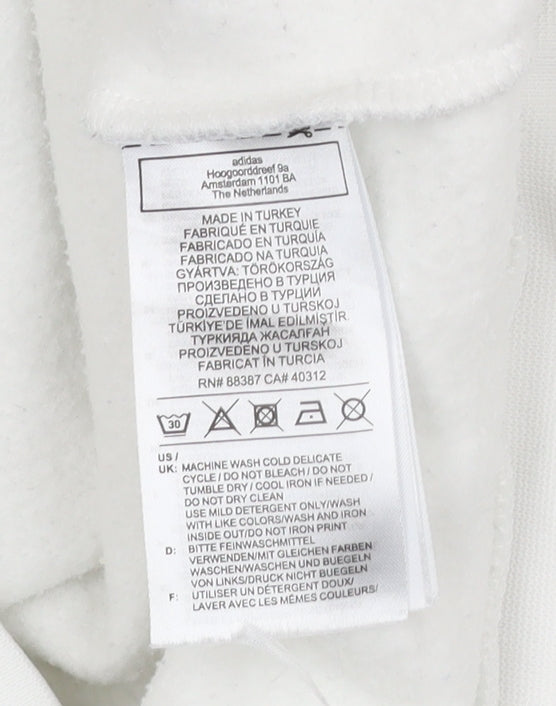 adidas
Hoogoorddreef 9a
Amsterdam 1101 BA
The Netherlands
MADE IN TURKEY
FABRIQUÉ EN TURQUIE
FABRICADO EN TURQUÍA
FABRICADO NA TURQUIA
GYÁRTVA: TÖRÖKORSZÁG
ПРОИЗВЕДЕНО В ТУРЦИЯ
СДЕЛАНО В ТУРЦИИ
PROIZVEDENO U TURSKOJ
TÜRKİYE'DE İMAL EDİLMİŞTİR
ТҮРКИЯДА ЖАСАЛҒАН
PROIZVEDENO U TURSKOJ
FABRICAT ÎN TURCIA
RN# 88387 CA# 40312
30
US /
UK: MACHINE WASH COLD DELICATE
CYCLE / DO NOT BLEACH / DO NOT
TUMBLE DRY / COOL IRON IF NEEDED /
DO NOT DRY CLEAN
USE MILD DETERGENT ONLY/WASH
WITH LIKE COLORS/WASH AND IRON
INSIDE OUT/DO NOT IRON PRINT
D: BITTE FEINWASCHMITTEL
VERWENDEN/MIT GLEICHEN FARBEN
WASCHEN/WASCHEN UND BUEGELN
VON LINKS/DRUCK NICHT BUEGELN
F: UTILISER UN DÉTERGENT DOUX/
LAVER AVEC LES MÊMES COULEURS/